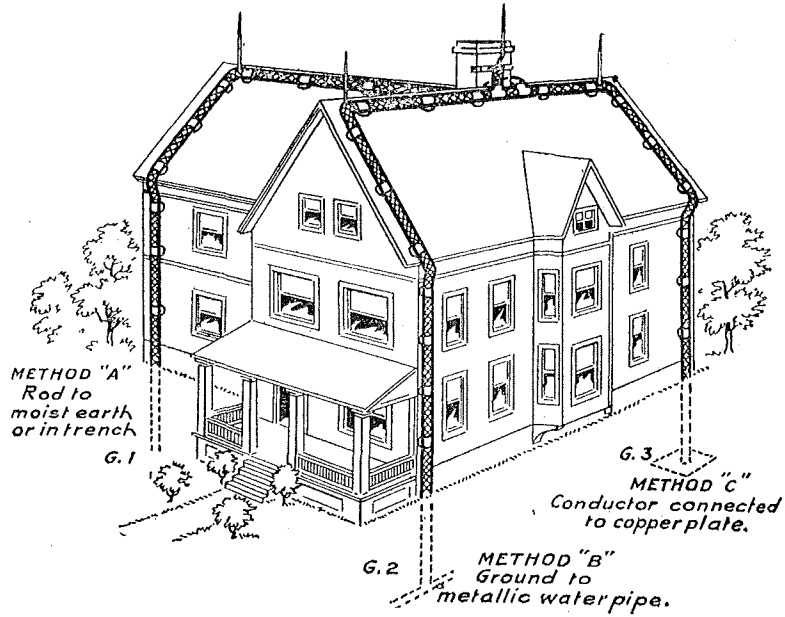 METHOD "A"
Rod to
moist earth
or in trench
G.1
G.3
METHOD "C"
Conductor connected
to copper plate.
G.2
METHOD "B"
Ground to
metallic water pipe.